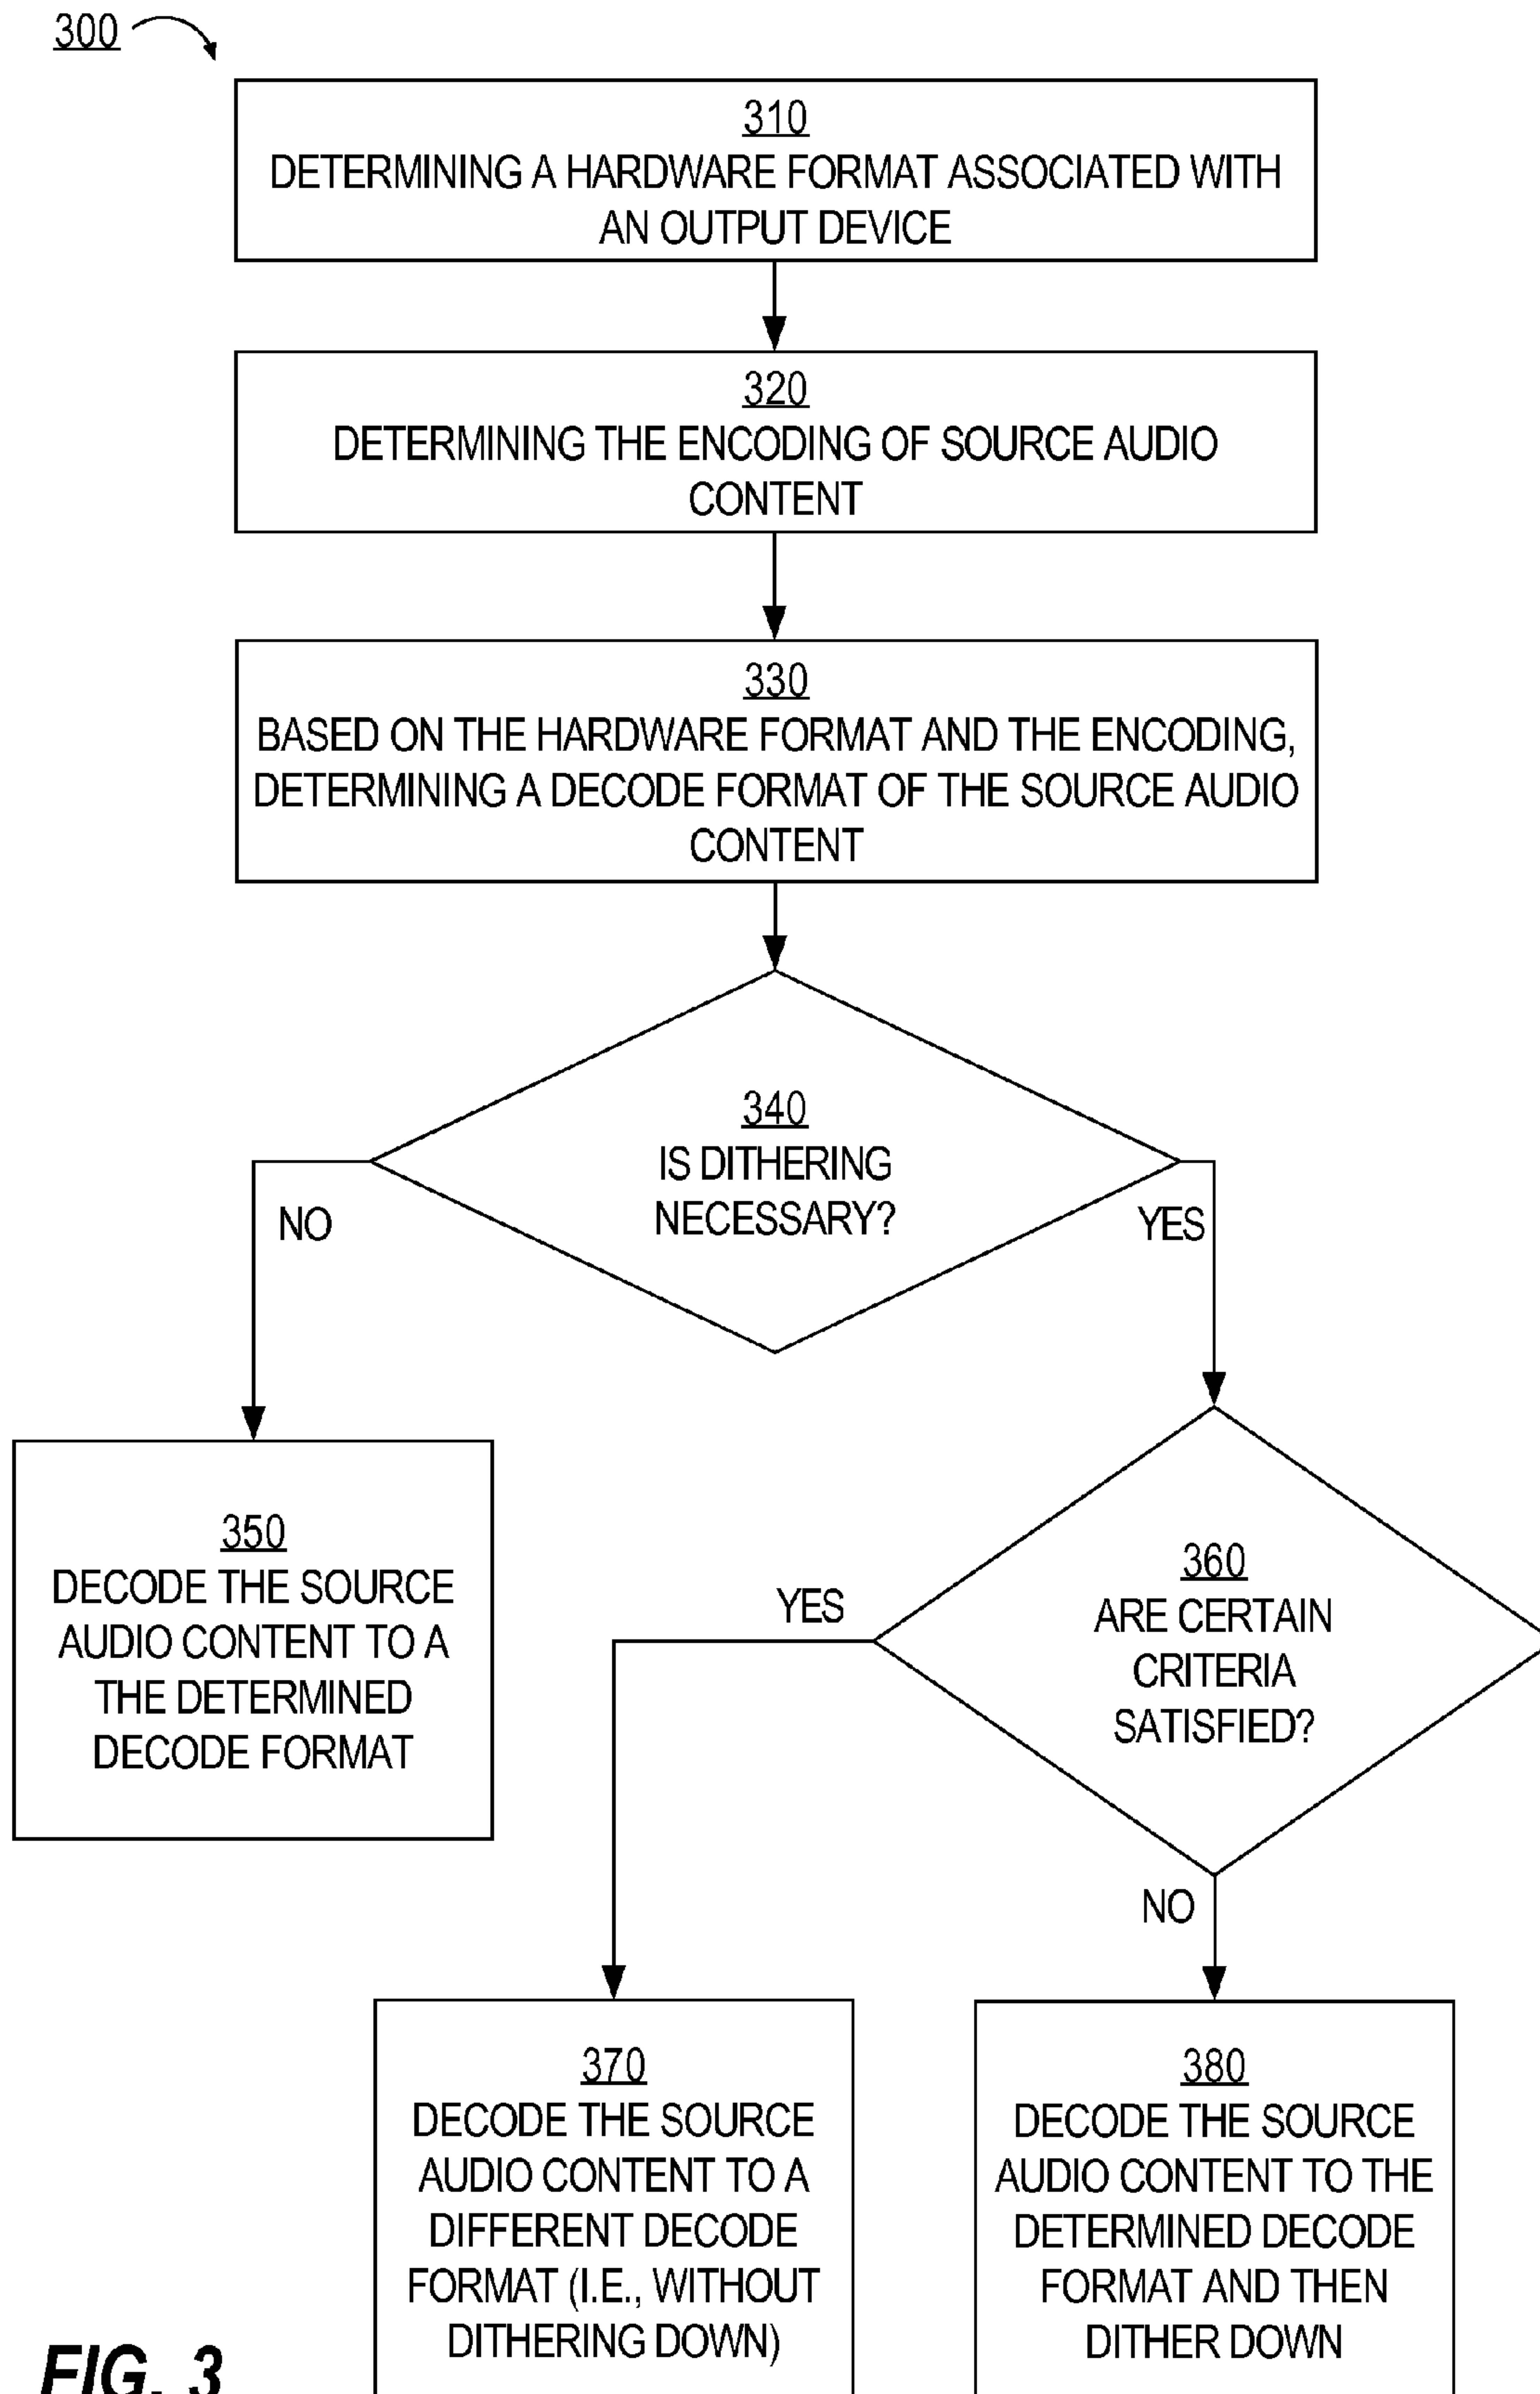 300
310
DETERMINING A HARDWARE FORMAT ASSOCIATED WITH
AN OUTPUT DEVICE
320
DETERMINING THE ENCODING OF SOURCE AUDIO
CONTENT
330
BASED ON THE HARDWARE FORMAT AND THE ENCODING,
DETERMINING A DECODE FORMAT OF THE SOURCE AUDIO
CONTENT
340
IS DITHERING
NECESSARY?
NO
YES
350
DECODE THE SOURCE
AUDIO CONTENT TO A
THE DETERMINED
DECODE FORMAT
360
ARE CERTAIN
CRITERIA
SATISFIED?
YES
NO
370
DECODE THE SOURCE
AUDIO CONTENT TO A
DIFFERENT DECODE
FORMAT (I.E., WITHOUT
DITHERING DOWN)
380
DECODE THE SOURCE
AUDIO CONTENT TO THE
DETERMINED DECODE
FORMAT AND THEN
DITHER DOWN
FIG. 3